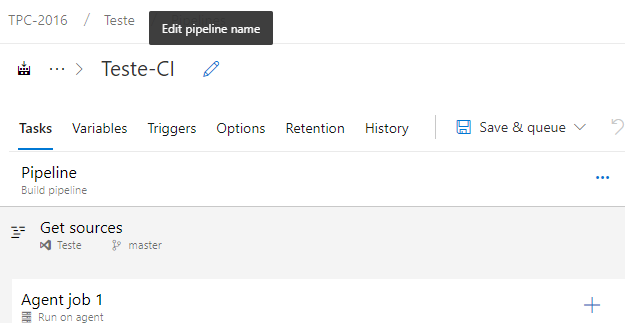 TPC-2016 / Teste
Edit pipeline name
... > Teste-CI
Tasks Variables Triggers Options Retention History Save & queue
Pipeline
Build pipeline
...
Get sources
Teste master
Agent job 1
Run on agent